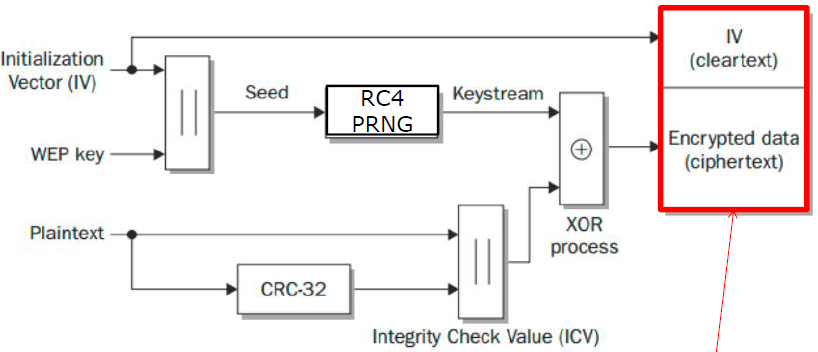 Initialization
Vector (IV)
WEP key
Plaintext
||
Seed
RC4
PRNG
Keystream
CRC-32
||
Integrity Check Value (ICV)
⊕
XOR
process
IV
(cleartext)
Encrypted data
(ciphertext)